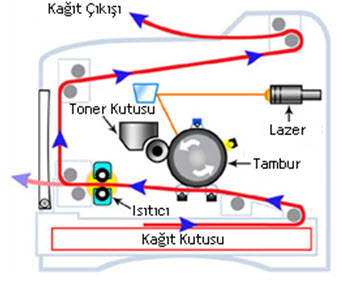 Kağıt Çıkışı
Toner Kutusu
Lazer
Tambur
Isıtıcı
Kağıt Kutusu